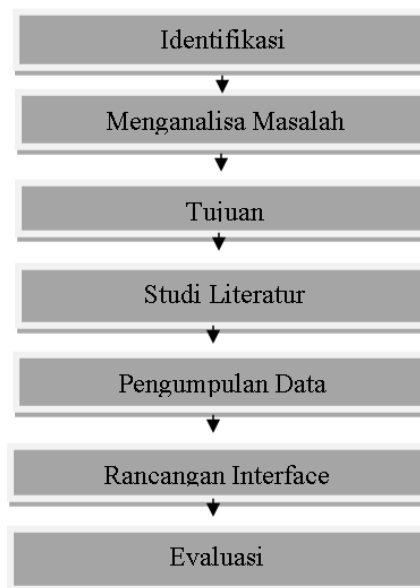 Identifikasi
Menganalisa Masalah
Tujuan
Studi Literatur
Pengumpulan Data
Rancangan Interface
Evaluasi